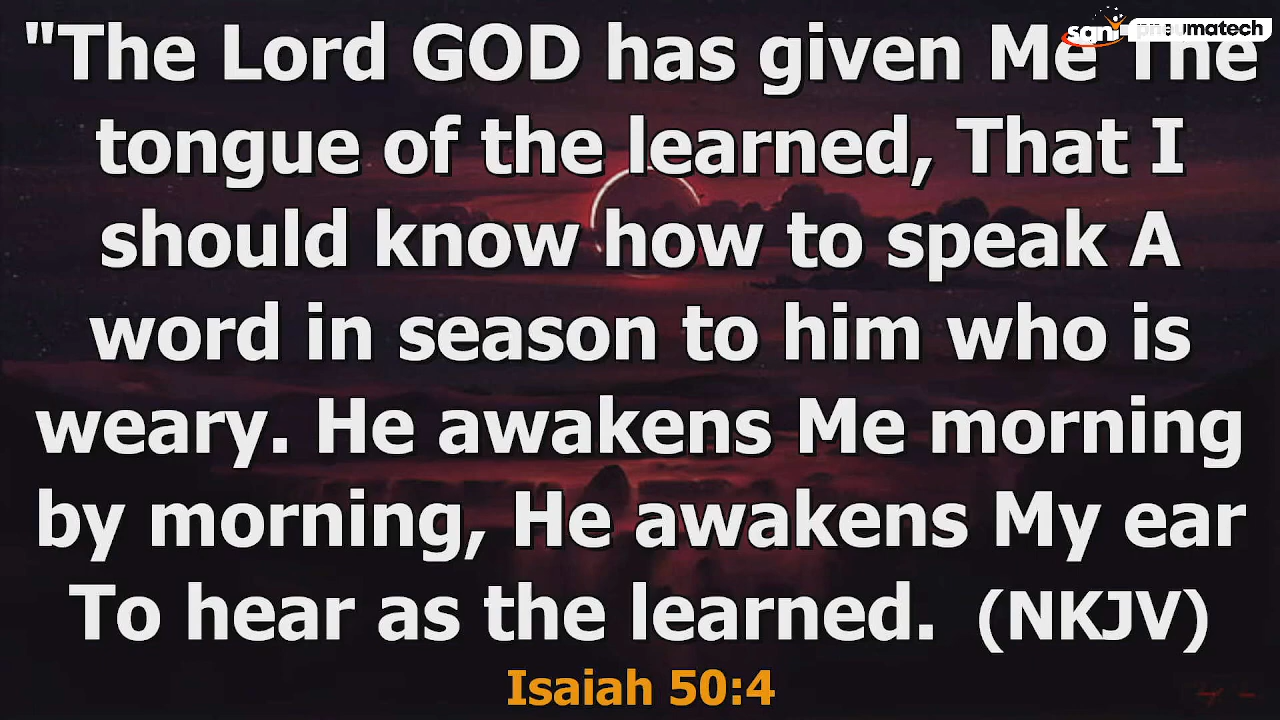 "The Lord GOD has given Me The
tongue of the learned, That I
should know how to speak A
word in season to him who is
weary. He awakens Me morning
by morning, He awakens My ear
To hear as the learned. (NKJV)
Isaiah 50:4
sqni
pneumatech